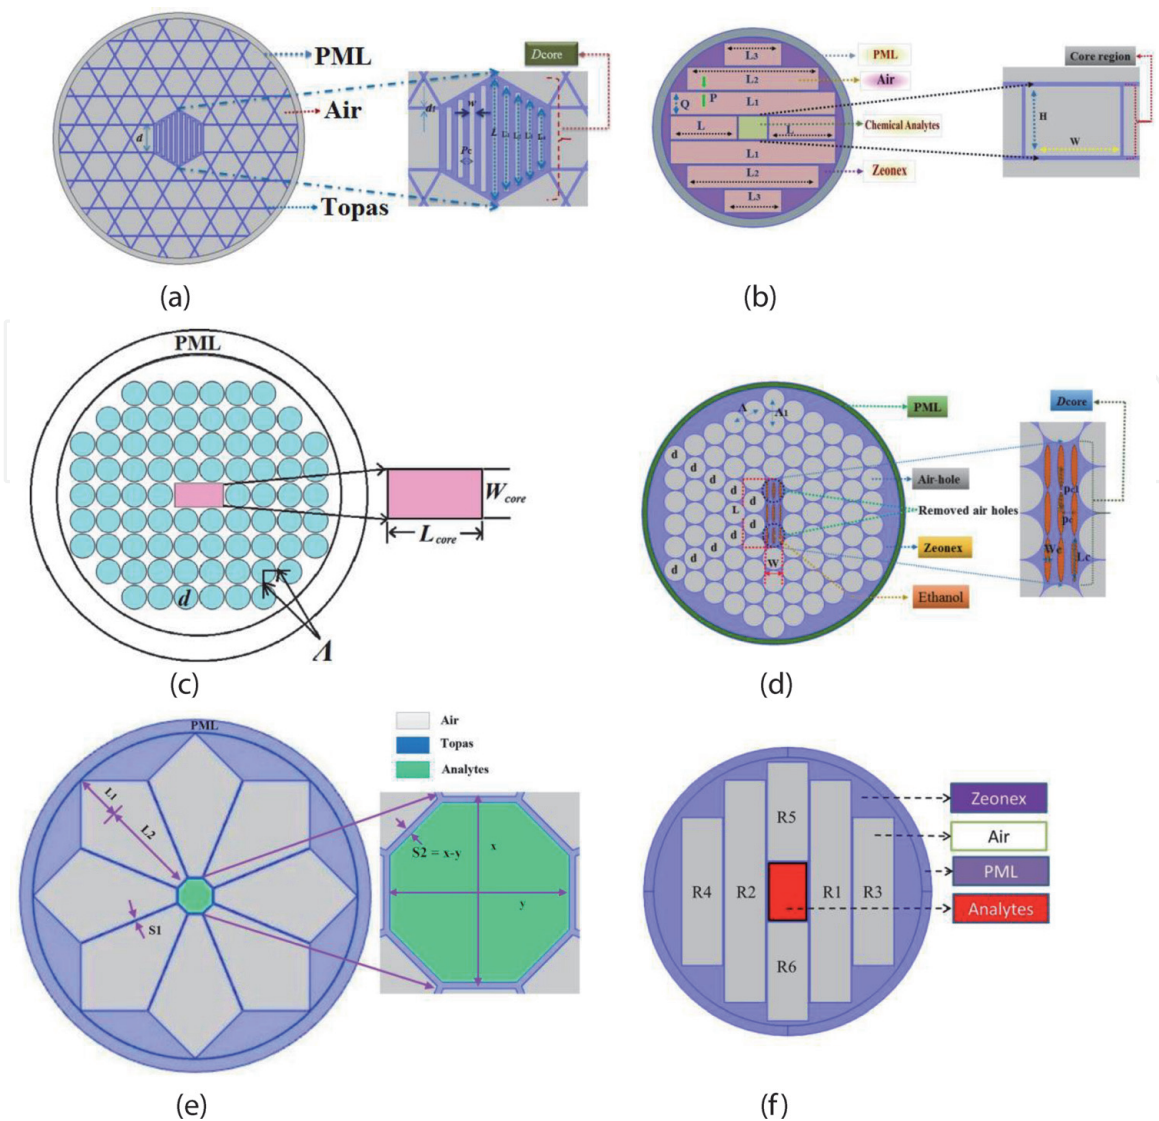 PML
Air
Topas
d
Dcore
d1
w
L
L1
L2
L3
L4
Pc
(a)
L3
L2
P
Q
L1
L
L
L1
L2
L3
PML
Air
Chemical Analytes
Zeonex
Core region
H
W
(b)
PML
Wcore
Lcore
d
Λ
(c)
Λ
Λ1
d
d
d
d
d
L
d
d
d
d
d
d
W
PML
Air-hole
Removed air holes
Zeonex
Ethanol
Dcore
pc1
pc
Wc
Lc
(d)
PML
L1
L2
S1
Air
Topas
Analytes
S2 = x-y
x
y
(e)
R5
R4
R2
R1
R3
R6
Zeonex
Air
PML
Analytes
(f)